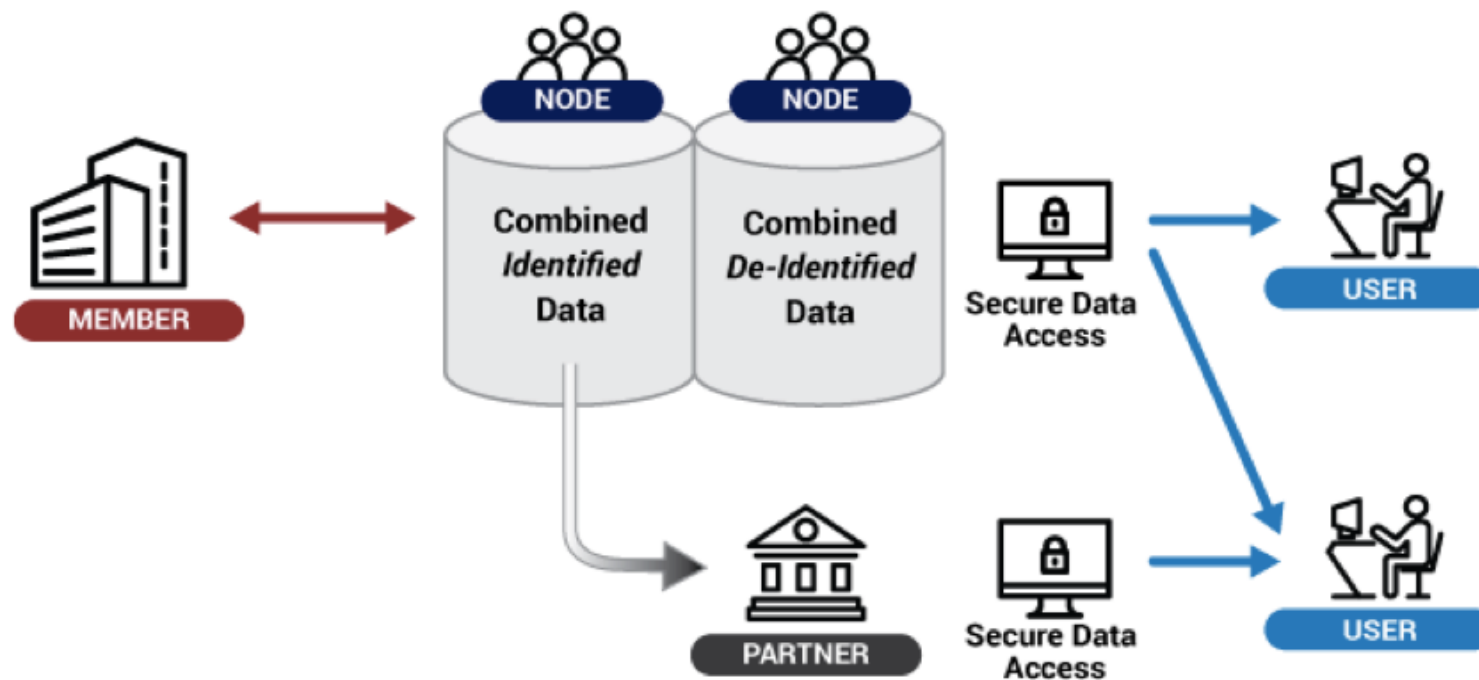 NODE
NODE
Combined
Identified
Data
Combined
De-Identified
Data
MEMBER
Secure Data
Access
USER
PARTNER
Secure Data
Access
USER